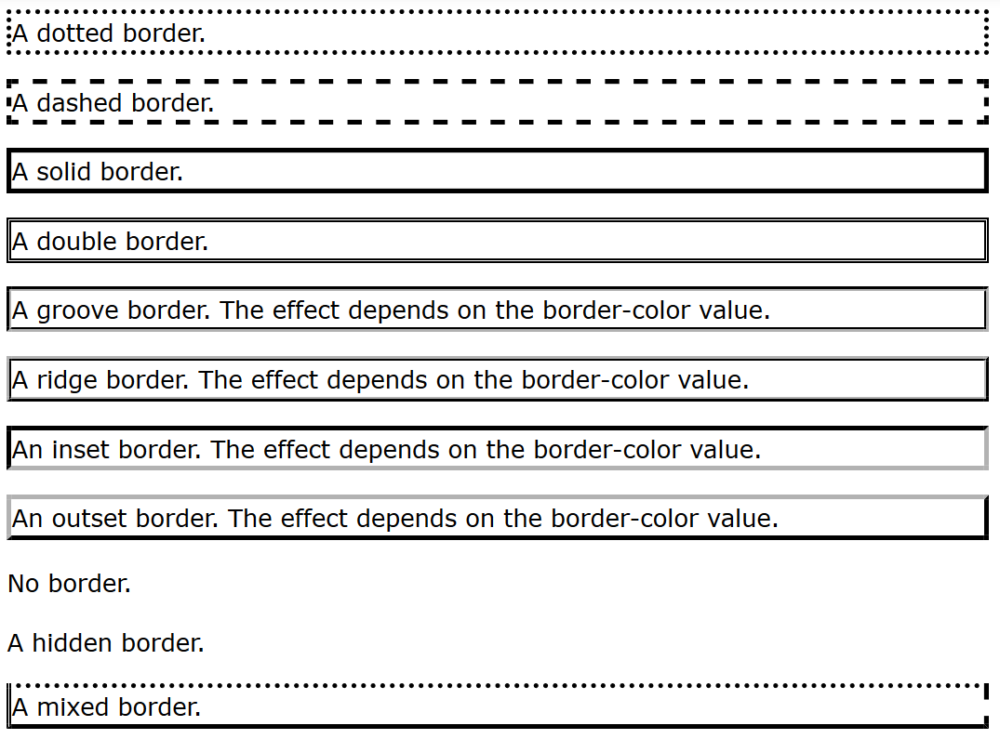 A dotted border.
A dashed border.
A solid border.
A double border.
A groove border. The effect depends on the border-color value.
A ridge border. The effect depends on the border-color value.
An inset border. The effect depends on the border-color value.
An outset border. The effect depends on the border-color value.
No border.
A hidden border.
A mixed border.